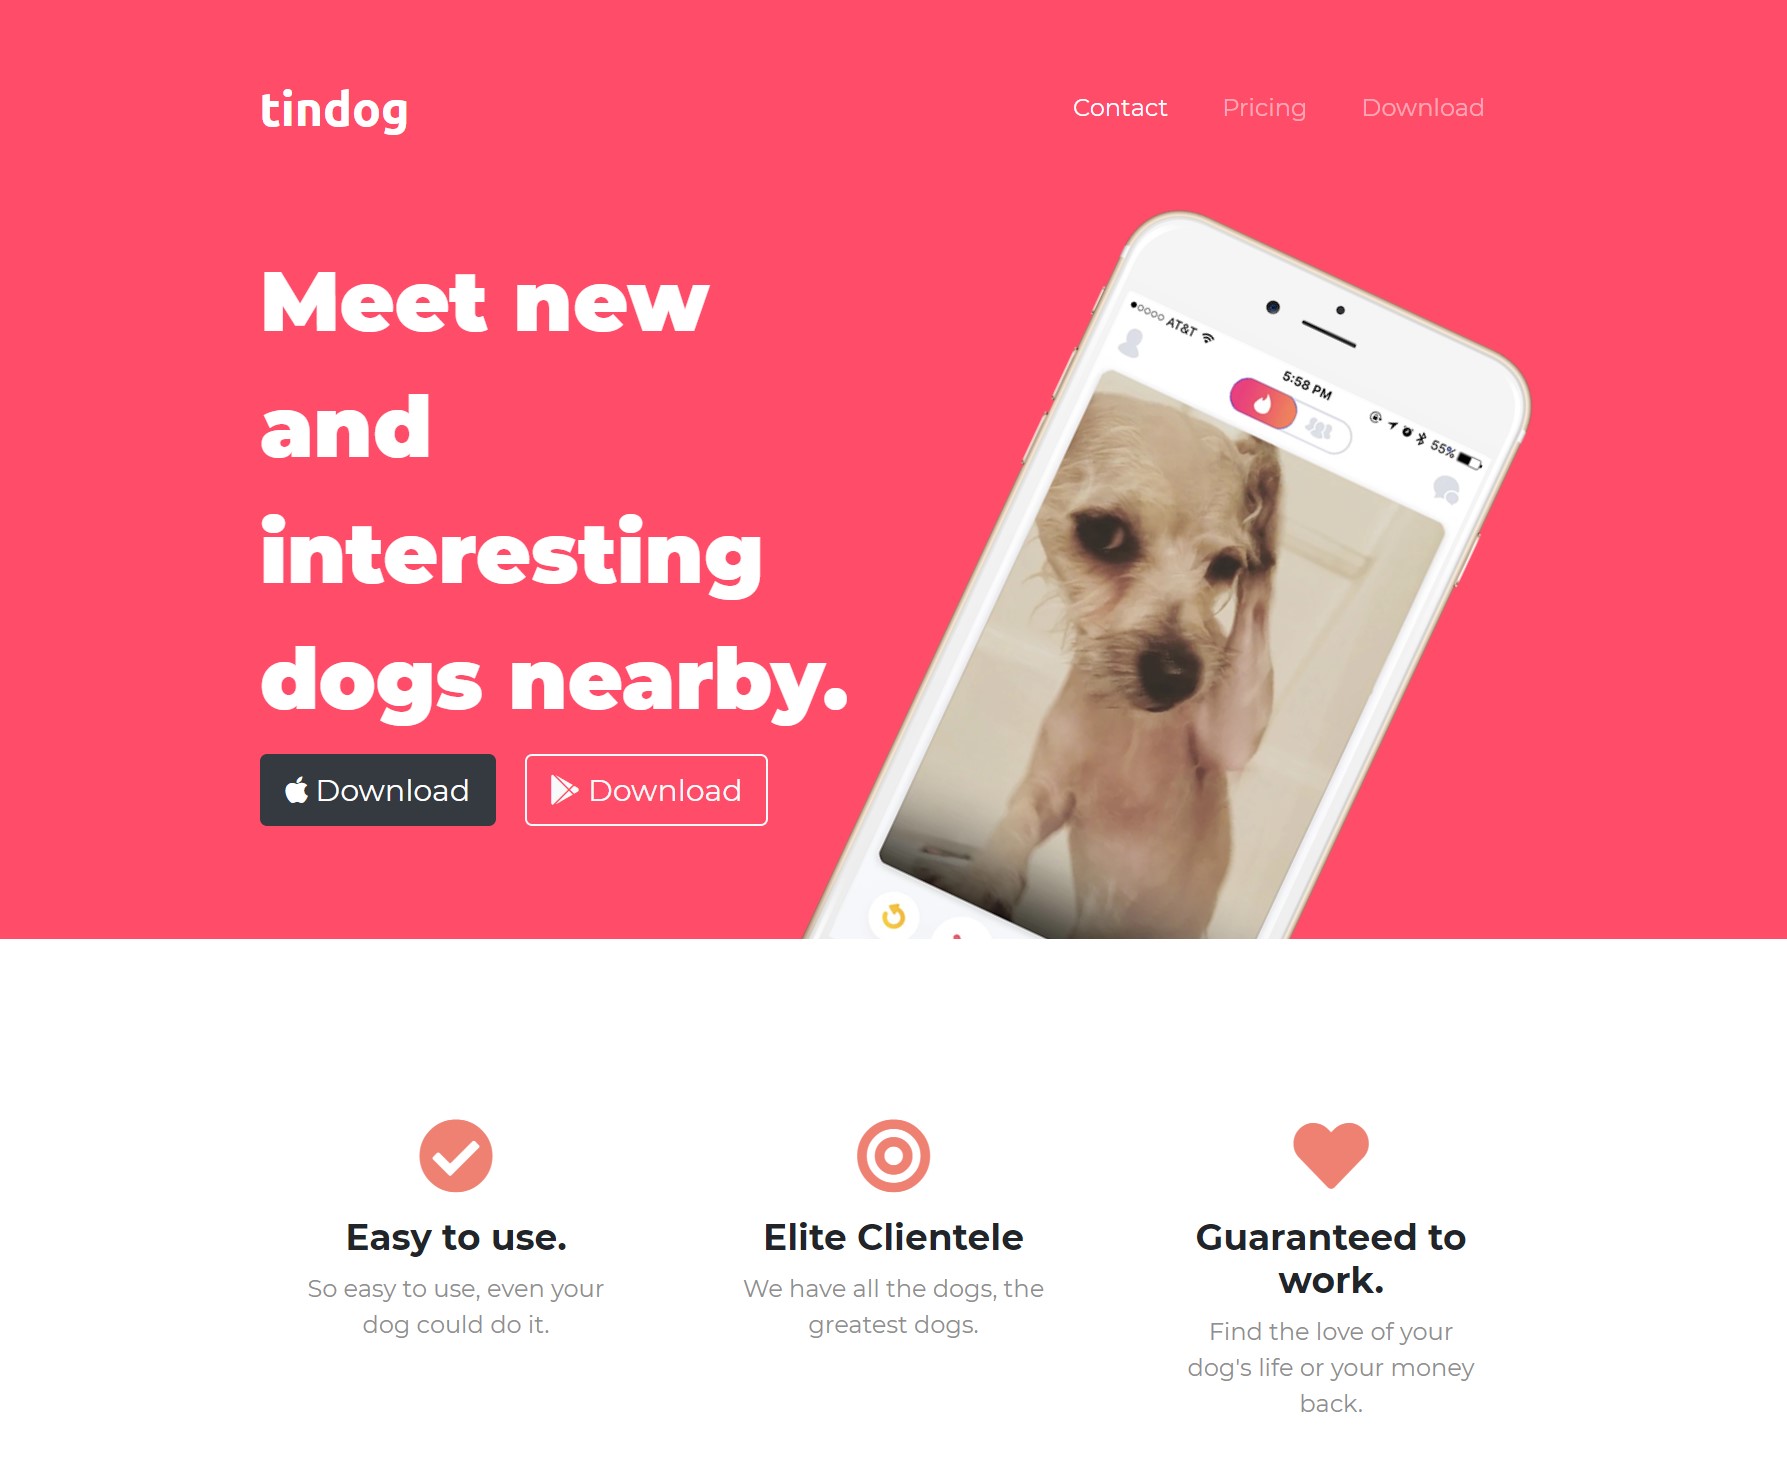 tindog
Contact Pricing Download
Meet new
and
interesting
dogs nearby.
Download Download
AT&T
5:58 PM
55%
Easy to use.
So easy to use, even your
dog could do it.
Elite Clientele
We have all the dogs, the
greatest dogs.
Guaranteed to
work.
Find the love of your
dog's life or your money
back.